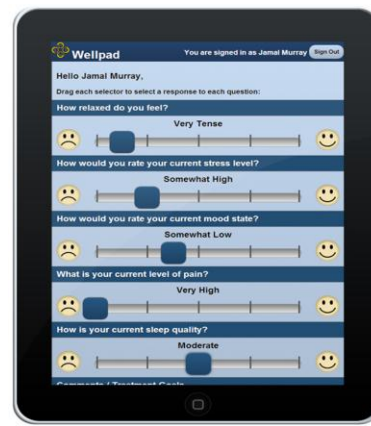 Wellpad
You are signed in as Jamal Murray
Sign Out
Hello Jamal Murray,
Drag each selector to select a response to each question:
How relaxed do you feel?
Very Tense
How would you rate your current stress level?
Somewhat High
How would you rate your current mood state?
Somewhat Low
What is your current level of pain?
Very High
How is your current sleep quality?
Moderate
Comments / Treatment Goals